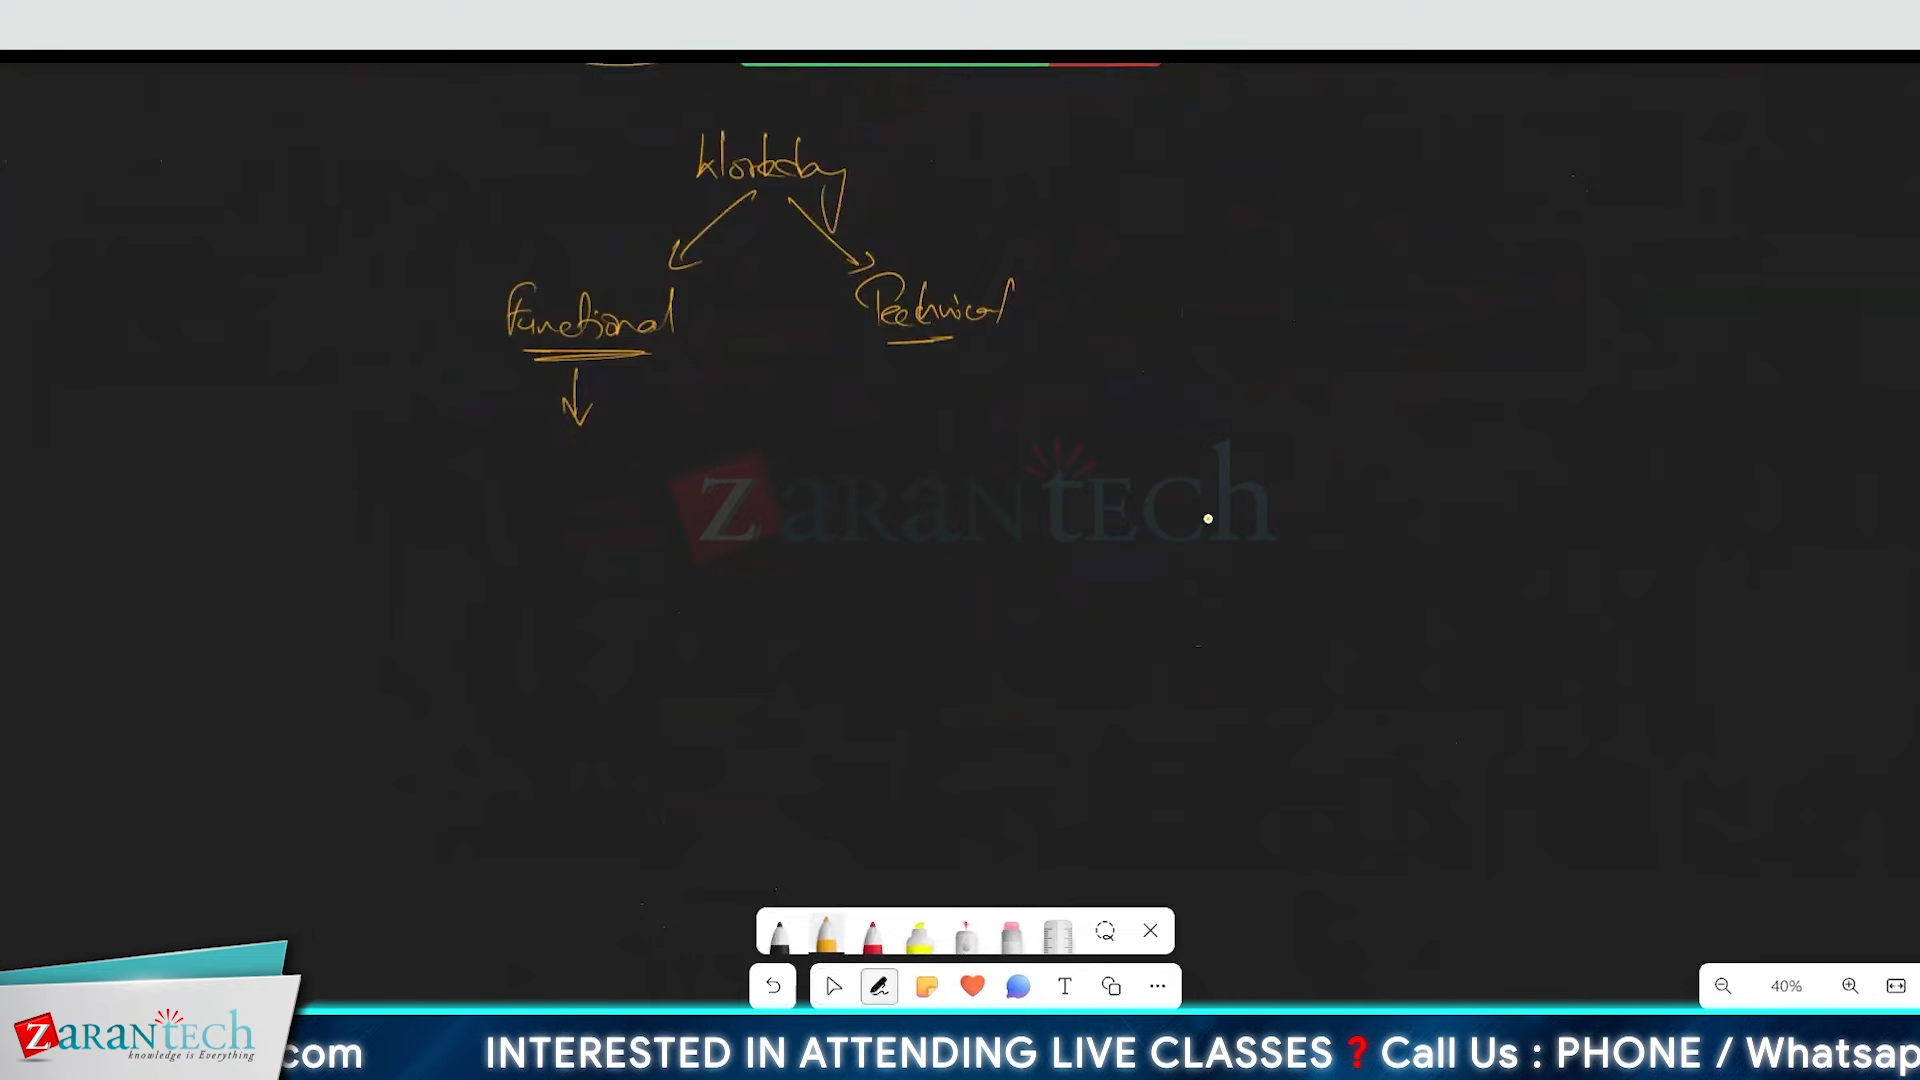 Workday
Functional
Technical
ZARANTECH
40%
ZARANTECH
knowledge is Everything
.com
INTERESTED IN ATTENDING LIVE CLASSES ❓ Call Us : PHONE / Whatsap